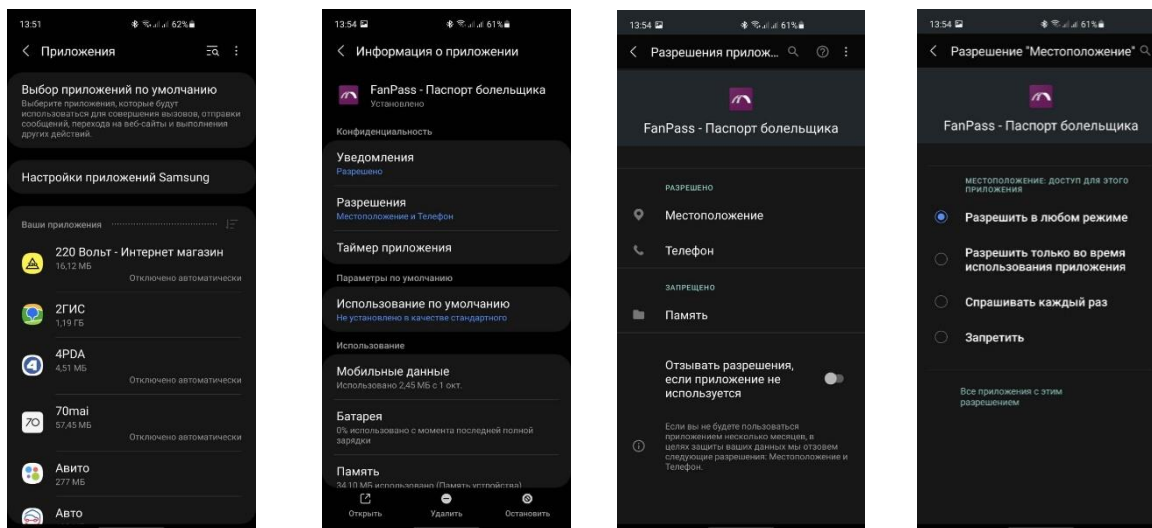 13:51
62%
Приложения
Выбор приложений по умолчанию
Выберите приложения, которые будут
использоваться для совершения вызовов, отправки
сообщений, перехода на веб-сайты и выполнения
других действий.
Настройки приложений Samsung
Ваши приложения
220 Вольт - Интернет магазин
16,12 МБ
Отключено автоматически
2ГИС
1,19 ГБ
4PDA
4,51 МБ
Отключено автоматически
70
70mai
57,45 МБ
Отключено автоматически
Авито
277 МБ
Авто
13:54
61%
Информация о приложении
FanPass - Паспорт болельщика
Установлено
Конфиденциальность
Уведомления
Разрешено
Разрешения
Местоположение и Телефон
Таймер приложения
Параметры по умолчанию
Использование по умолчанию
Не установлено в качестве стандартного
Использование
Мобильные данные
Использовано 2,45 МБ с 1 окт.
Батарея
0% использовано с момента последней полной
зарядки
Память
34,10 МБ использовано (Память устройства)
Открыть
Удалить
Остановить
13:54
61%
Разрешения прилож...
FanPass - Паспорт болельщика
РАЗРЕШЕНО
Местоположение
Телефон
ЗАПРЕЩЕНО
Память
Отзывать разрешения,
если приложение не
используется
Если вы не будете пользоваться
приложением несколько месяцев, в
целях защиты ваших данных мы отзовем
следующие разрешения: Местоположение и
Телефон.
13:54
61%
Разрешение "Местоположение"
FanPass - Паспорт болельщика
МЕСТОПОЛОЖЕНИЕ: ДОСТУП ДЛЯ ЭТОГО
ПРИЛОЖЕНИЯ
Разрешить в любом режиме
Разрешить только во время
использования приложения
Спрашивать каждый раз
Запретить
Все приложения с этим
разрешением